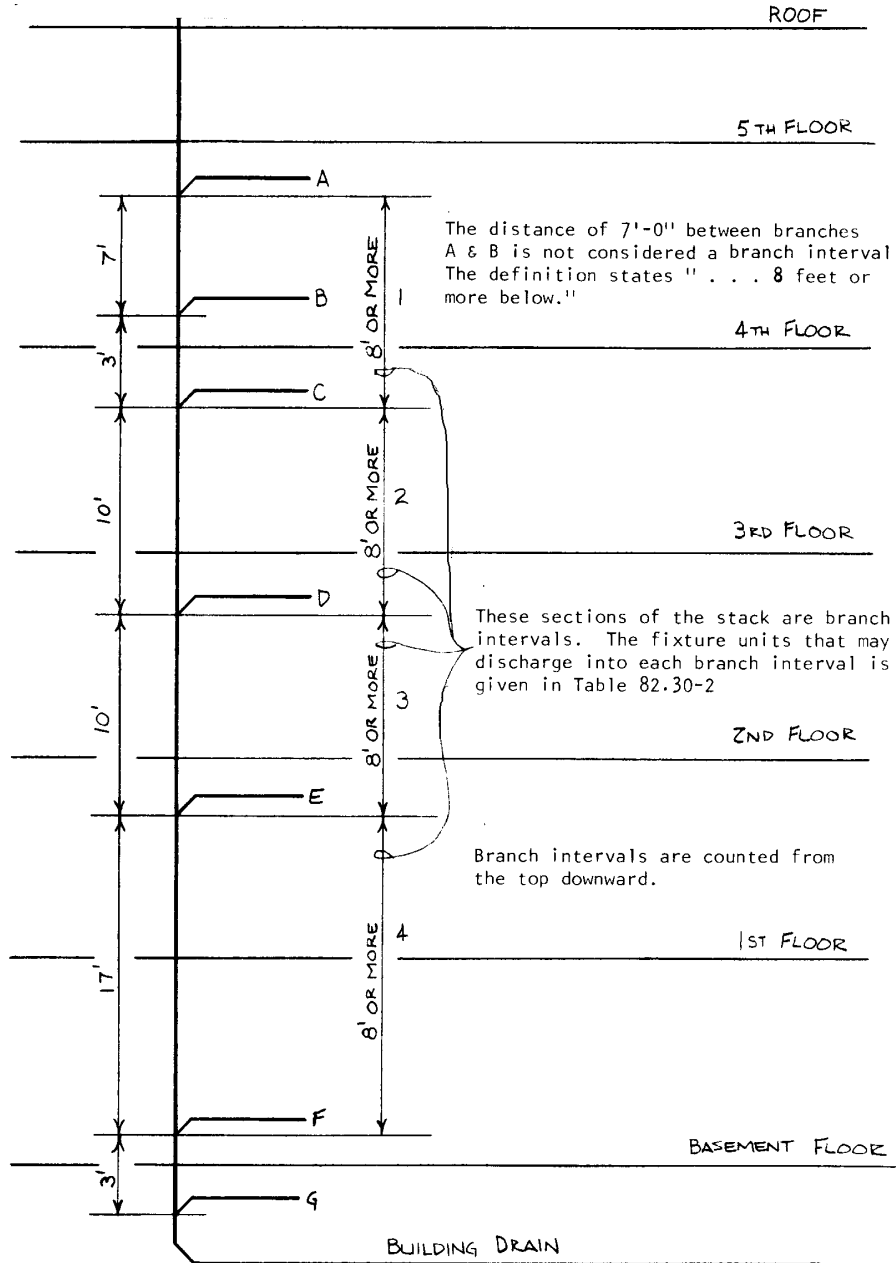 ROOF
5TH FLOOR
A
The distance of 7'-0" between branches
A & B is not considered a branch interval
The definition states " . . . 8 feet or
more below."
7'
8' OR MORE
1
B
4TH FLOOR
3'
C
10'
8' OR MORE
2
3RD FLOOR
D
These sections of the stack are branch
intervals. The fixture units that may
discharge into each branch interval is
given in Table 82.30-2
10'
8' OR MORE
3
2ND FLOOR
E
Branch intervals are counted from
the top downward.
17'
8' OR MORE
4
1ST FLOOR
F
BASEMENT FLOOR
3'
G
BUILDING DRAIN